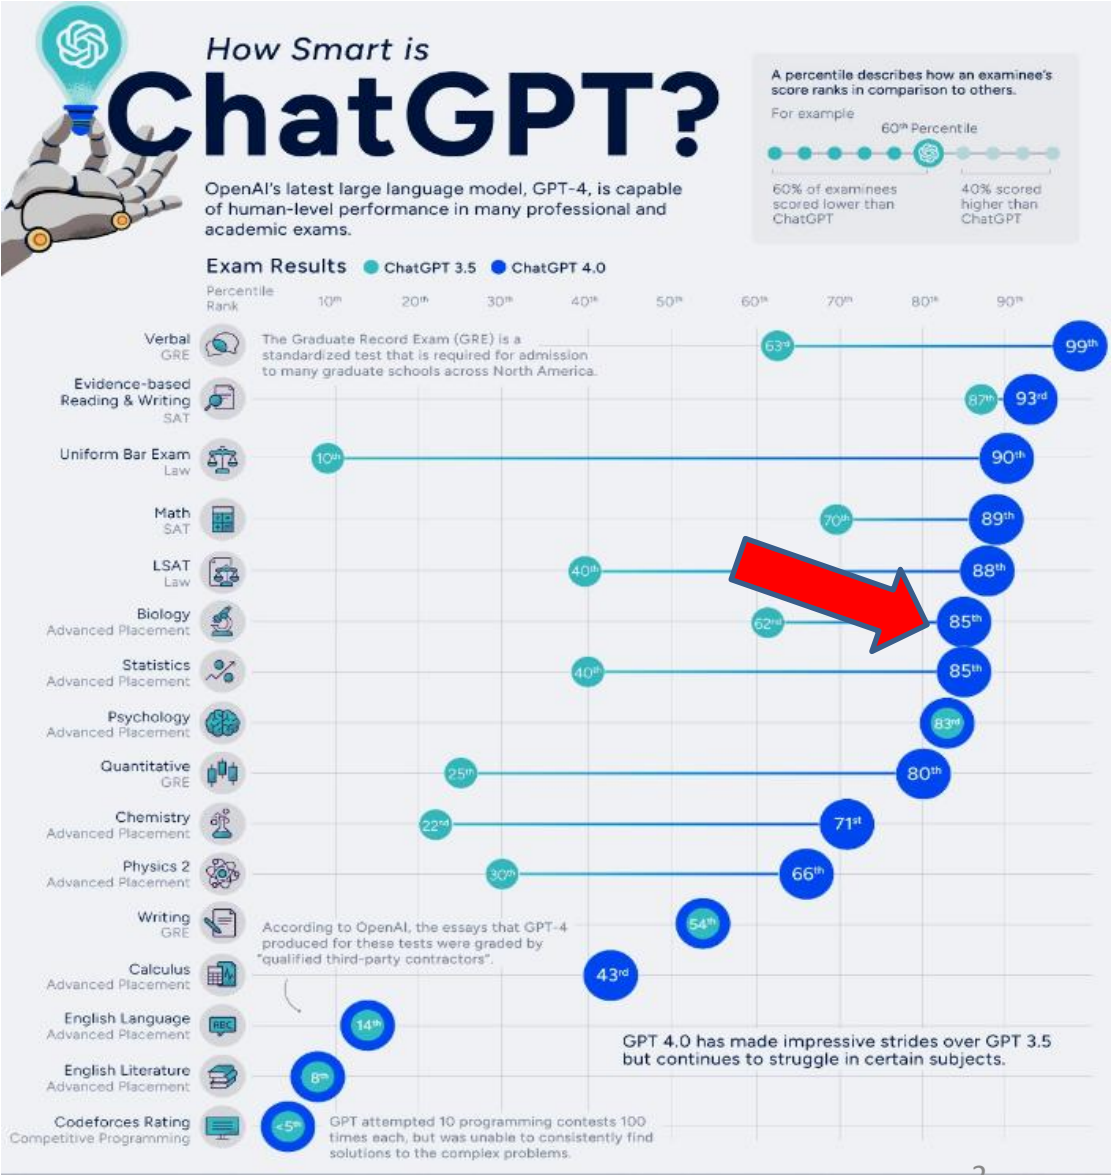 How Smart is
ChatGPT?
OpenAI's latest large language model, GPT-4, is capable
of human-level performance in many professional and
academic exams.
A percentile describes how an examinee's
score ranks in comparison to others.
For example
60th Percentile
60% of examinees
scored lower than
ChatGPT
40% scored
higher than
ChatGPT
Exam Results ChatGPT 3.5 ChatGPT 4.0
Percentile
Rank
10th 20th 30th 40th 50th 60th 70th 80th 90th
Verbal
GRE
The Graduate Record Exam (GRE) is a
standardized test that is required for admission
to many graduate schools across North America.
63rd 99th
Evidence-based
Reading & Writing
SAT
87th 93rd
Uniform Bar Exam
Law
10th 90th
Math
SAT
70th 89th
LSAT
Law
40th 88th
Biology
Advanced Placement
62nd 85th
Statistics
Advanced Placement
40th 85th
Psychology
Advanced Placement
83rd
Quantitative
GRE
25th 80th
Chemistry
Advanced Placement
22nd 71st
Physics 2
Advanced Placement
30th 66th
Writing
GRE
54th
According to OpenAI, the essays that GPT-4
produced for these tests were graded by
"qualified third-party contractors".
Calculus
Advanced Placement
43rd
English Language
Advanced Placement
ABC
14th
GPT 4.0 has made impressive strides over GPT 3.5
but continues to struggle in certain subjects.
English Literature
Advanced Placement
8th
Codeforces Rating
Competitive Programming
<5th
GPT attempted 10 programming contests 100
times each, but was unable to consistently find
solutions to the complex problems.